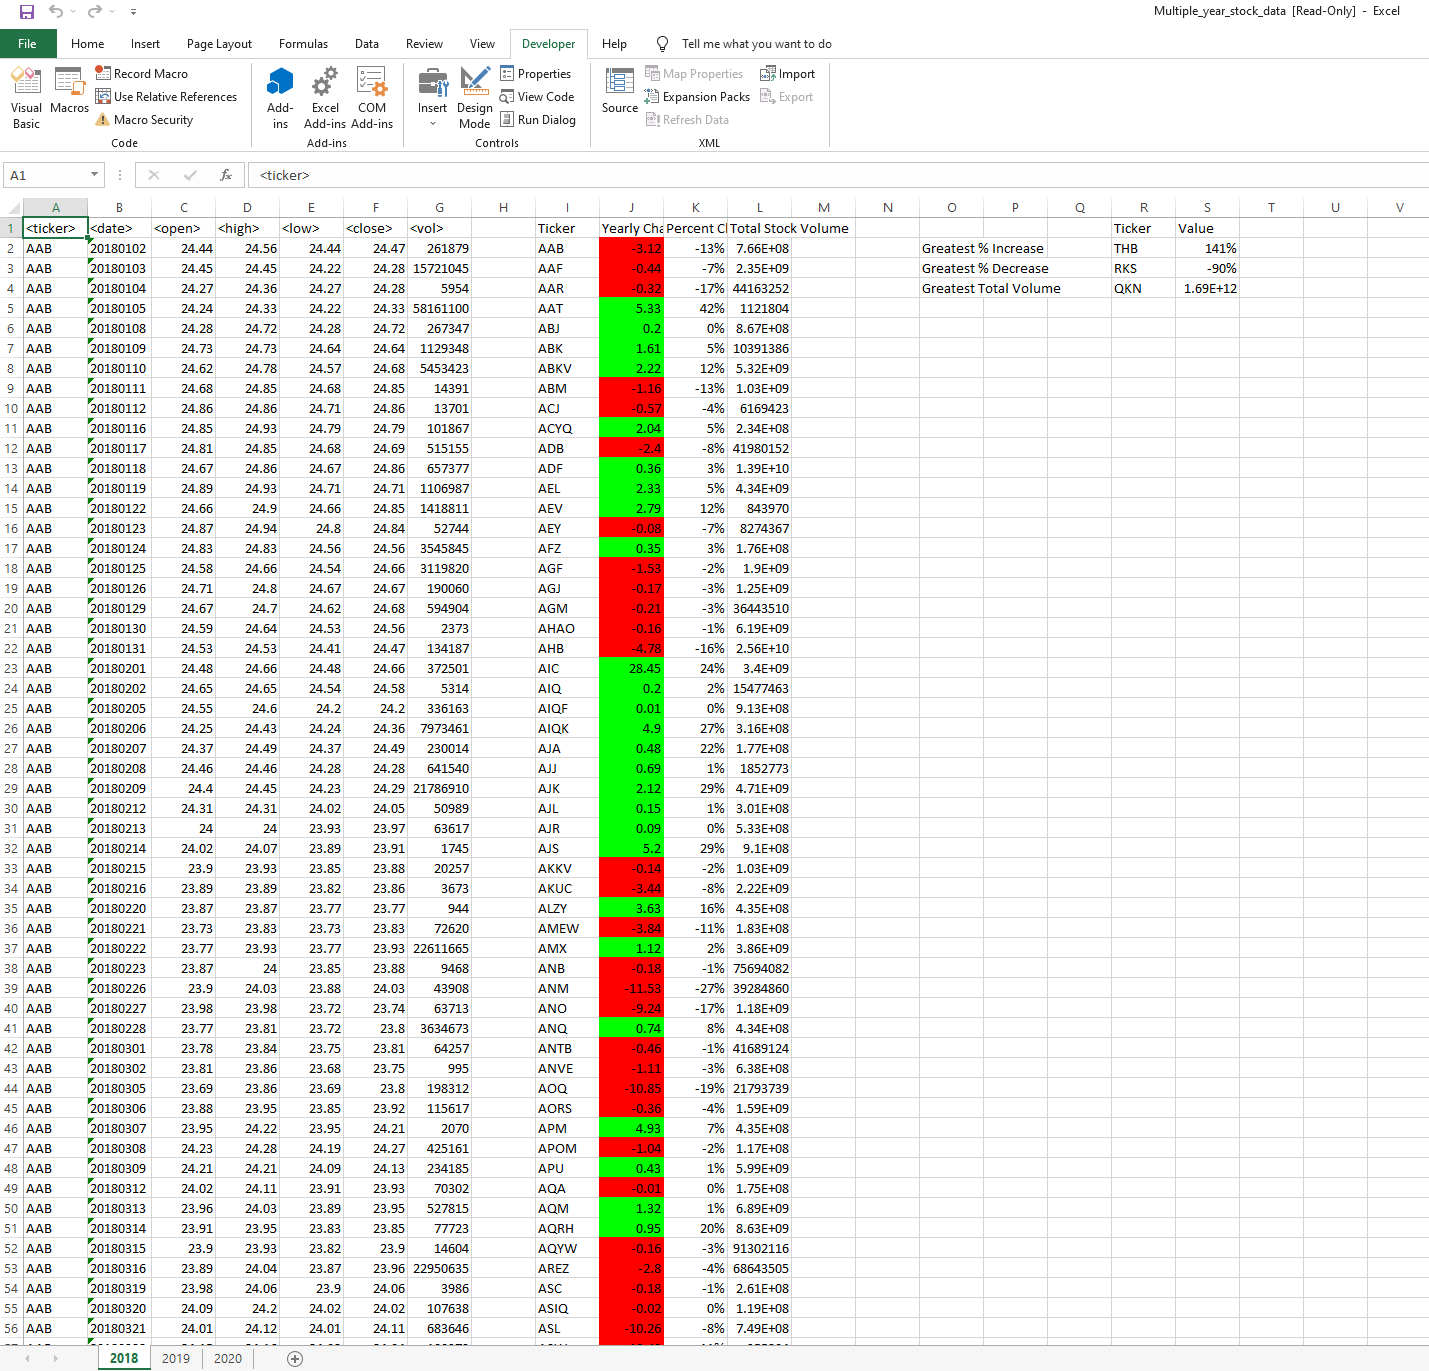 Multiple_year_stock_data [Read-Only] - Excel
File Home Insert Page Layout Formulas Data Review View Developer Help Tell me what you want to do
Visual Basic Macros Record Macro Use Relative References Macro Security Code
Add-ins Excel Add-ins COM Add-ins Add-ins
Insert Design Mode Properties View Code Run Dialog Controls
Source Map Properties Expansion Packs Refresh Data Import Export XML
A1 fx <ticker>
A B C D E F G H I J K L M N O P Q R S T U V
1 <ticker> <date> <open> <high> <low> <close> <vol> Ticker Yearly Cha Percent Cl Total Stock Volume Ticker Value
2 AAB 20180102 24.44 24.56 24.44 24.47 261879 AAB -3.12 -13% 7.66E+08 Greatest % Increase THB 141%
3 AAB 20180103 24.45 24.45 24.22 24.28 15721045 AAF -0.44 -7% 2.35E+09 Greatest % Decrease RKS -90%
4 AAB 20180104 24.27 24.36 24.27 24.28 5954 AAR -0.32 -17% 44163252 Greatest Total Volume QKN 1.69E+12
5 AAB 20180105 24.24 24.33 24.22 24.33 58161100 AAT 5.33 42% 1121804
6 AAB 20180108 24.28 24.72 24.28 24.72 267347 ABJ 0.2 0% 8.67E+08
7 AAB 20180109 24.73 24.73 24.64 24.64 1129348 ABK 1.61 5% 10391386
8 AAB 20180110 24.62 24.78 24.57 24.68 5453423 ABKV 2.22 12% 5.32E+09
9 AAB 20180111 24.68 24.85 24.68 24.85 14391 ABM -1.16 -13% 1.03E+09
10 AAB 20180112 24.86 24.86 24.71 24.86 13701 ACJ -0.57 -4% 6169423
11 AAB 20180116 24.85 24.93 24.79 24.79 101867 ACYQ 2.04 5% 2.34E+08
12 AAB 20180117 24.81 24.85 24.68 24.69 515155 ADB -2.4 -8% 41980152
13 AAB 20180118 24.67 24.86 24.67 24.86 657377 ADF 0.36 3% 1.39E+10
14 AAB 20180119 24.89 24.93 24.71 24.71 1106987 AEL 2.33 5% 4.34E+09
15 AAB 20180122 24.66 24.9 24.66 24.85 1418811 AEV 2.79 12% 843970
16 AAB 20180123 24.87 24.94 24.8 24.84 52744 AEY -0.08 -7% 8274367
17 AAB 20180124 24.83 24.83 24.56 24.56 3545845 AFZ 0.35 3% 1.76E+08
18 AAB 20180125 24.58 24.66 24.54 24.66 3119820 AGF -1.53 -2% 1.9E+09
19 AAB 20180126 24.71 24.8 24.67 24.67 190060 AGJ -0.17 -3% 1.25E+09
20 AAB 20180129 24.67 24.7 24.62 24.68 594904 AGM -0.21 -3% 36443510
21 AAB 20180130 24.59 24.64 24.53 24.56 2373 AHAO -0.16 -1% 6.19E+09
22 AAB 20180131 24.53 24.53 24.41 24.47 134187 AHB -4.78 -16% 2.56E+10
23 AAB 20180201 24.48 24.66 24.48 24.66 372501 AIC 28.45 24% 3.4E+09
24 AAB 20180202 24.65 24.65 24.54 24.58 5314 AIQ 0.2 2% 15477463
25 AAB 20180205 24.55 24.6 24.2 24.2 336163 AIQF 0.01 0% 9.13E+08
26 AAB 20180206 24.25 24.43 24.24 24.36 7973461 AIQK 4.9 27% 3.16E+08
27 AAB 20180207 24.37 24.49 24.37 24.49 230014 AJA 0.48 22% 1.77E+08
28 AAB 20180208 24.46 24.46 24.28 24.28 641540 AJJ 0.69 1% 1852773
29 AAB 20180209 24.4 24.45 24.23 24.29 21786910 AJK 2.12 29% 4.71E+09
30 AAB 20180212 24.31 24.31 24.02 24.05 50989 AJL 0.15 1% 3.01E+08
31 AAB 20180213 24 24 23.93 23.97 63617 AJR 0.09 0% 5.33E+08
32 AAB 20180214 24.02 24.07 23.89 23.91 1745 AJS 5.2 29% 9.1E+08
33 AAB 20180215 23.9 23.93 23.85 23.88 20257 AKKV -0.14 -2% 1.03E+09
34 AAB 20180216 23.89 23.89 23.82 23.86 3673 AKUC -3.44 -8% 2.22E+09
35 AAB 20180220 23.87 23.87 23.77 23.77 944 ALZY 3.63 16% 4.35E+08
36 AAB 20180221 23.73 23.83 23.73 23.83 72620 AMEW -3.84 -11% 1.83E+08
37 AAB 20180222 23.77 23.93 23.77 23.93 22611665 AMX 1.12 2% 3.86E+09
38 AAB 20180223 23.87 24 23.85 23.88 9468 ANB -0.18 -1% 75694082
39 AAB 20180226 23.9 24.03 23.88 24.03 43908 ANM -11.53 -27% 39284860
40 AAB 20180227 23.98 23.98 23.72 23.74 63713 ANO -9.24 -17% 1.18E+09
41 AAB 20180228 23.77 23.81 23.72 23.8 3634673 ANQ 0.74 8% 4.34E+08
42 AAB 20180301 23.78 23.84 23.75 23.81 64257 ANTB -0.46 -1% 41689124
43 AAB 20180302 23.81 23.86 23.68 23.75 995 ANVE -1.11 -3% 6.38E+08
44 AAB 20180305 23.69 23.86 23.69 23.8 198312 AOQ -10.85 -19% 21793739
45 AAB 20180306 23.88 23.95 23.85 23.92 115617 AORS -0.36 -4% 1.59E+09
46 AAB 20180307 23.95 24.22 23.95 24.21 2070 APM 4.93 7% 4.35E+08
47 AAB 20180308 24.23 24.28 24.19 24.27 425161 APOM -1.04 -2% 1.17E+08
48 AAB 20180309 24.21 24.21 24.09 24.13 234185 APU 0.43 1% 5.99E+09
49 AAB 20180312 24.02 24.11 23.91 23.93 70302 AQA -0.01 0% 1.75E+08
50 AAB 20180313 23.96 24.03 23.89 23.95 527815 AQM 1.32 1% 6.89E+09
51 AAB 20180314 23.91 23.95 23.83 23.85 77723 AQRH 0.95 20% 8.63E+09
52 AAB 20180315 23.9 23.93 23.82 23.9 14604 AQYW -0.16 -3% 91302116
53 AAB 20180316 23.89 24.04 23.87 23.96 22950635 AREZ -2.8 -4% 68643505
54 AAB 20180319 23.98 24.06 23.9 24.06 3986 ASC -0.18 -1% 2.61E+08
55 AAB 20180320 24.09 24.2 24.02 24.02 107638 ASIQ -0.02 0% 1.19E+08
56 AAB 20180321 24.01 24.12 24.01 24.11 683646 ASL -10.26 -8% 7.49E+08
2018 2019 2020